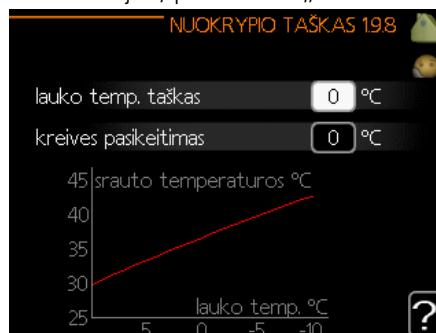 NUOKRYPIO TAŠKAS 1.9.8
lauko temp. taškas 0 °C
kreives pasikeitimas 0 °C
45 srauto temperaturos °C
40
35
30
25
lauko temp. °C
5 0 -5 -10
?